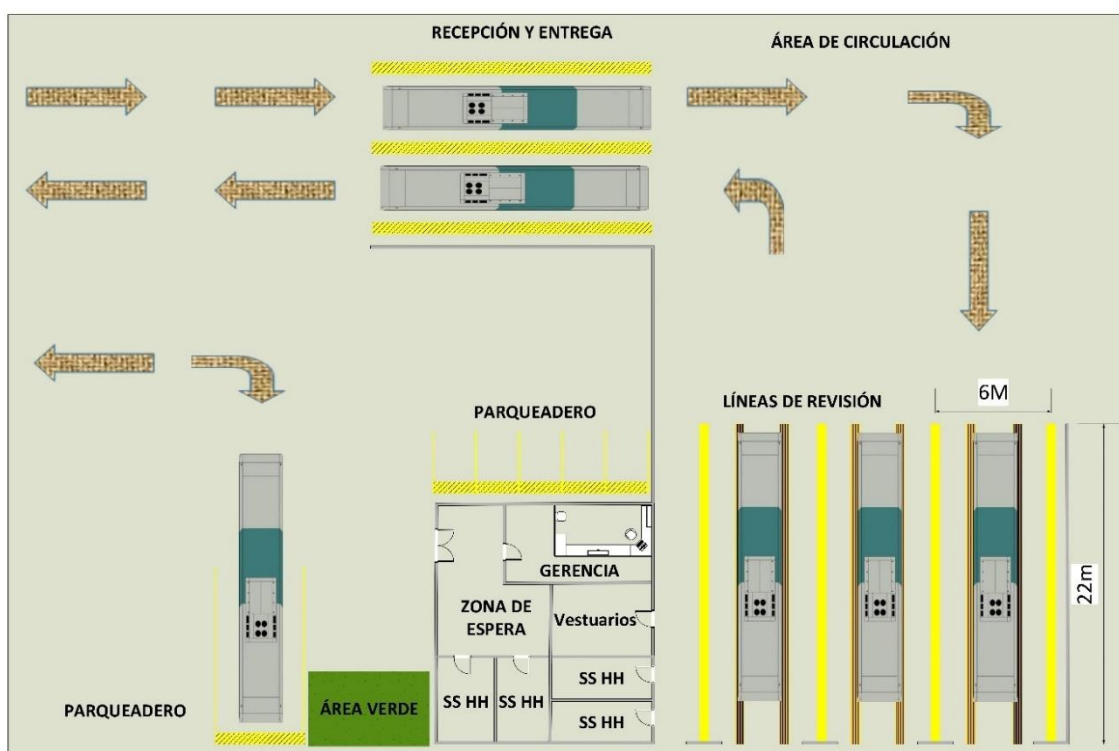 RECEPCIÓN Y ENTREGA
ÁREA DE CIRCULACIÓN
PARQUEADERO
LÍNEAS DE REVISIÓN
6M
22m
GERENCIA
ZONA DE
ESPERA
Vestuarios
SS HH
SS HH
SS HH
SS HH
ÁREA VERDE
PARQUEADERO